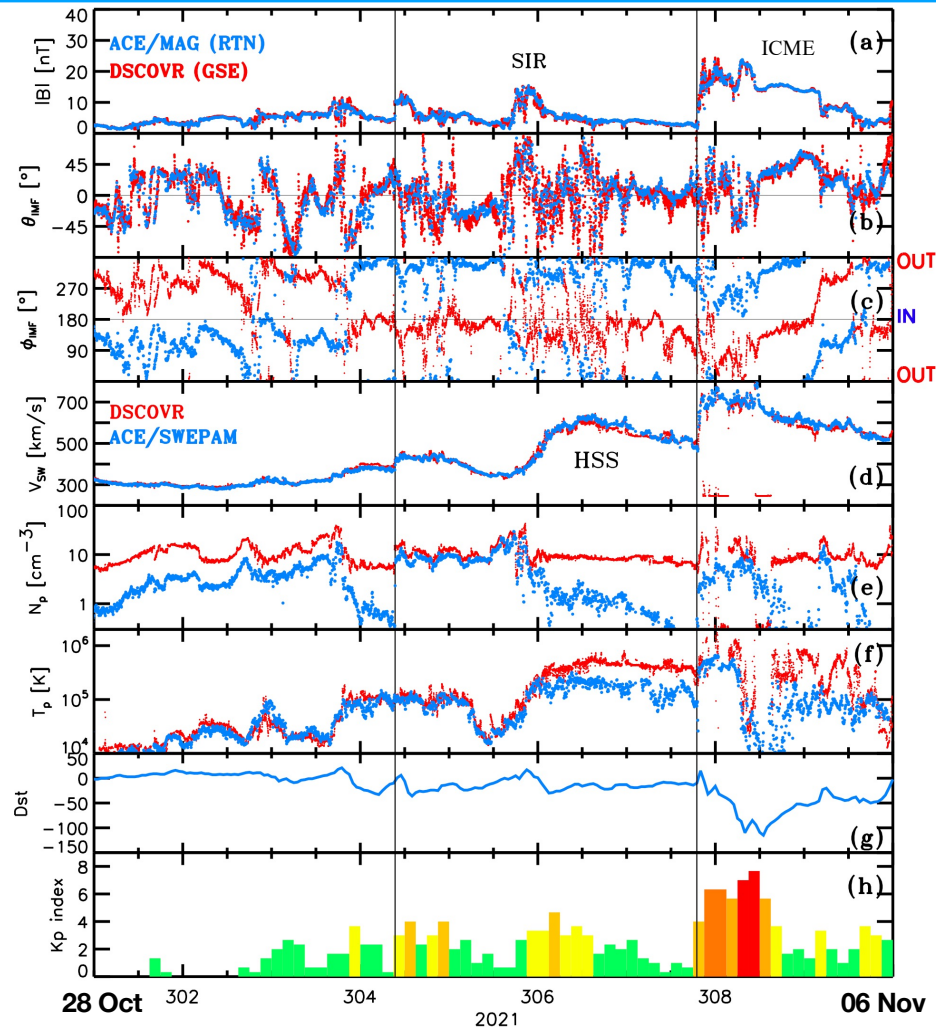 40
30
20
10
0
|B| [nT]
ACE/MAG (RTN)
DSCOVR (GSE)
SIR
ICME
(a)
45
0
-45
θIMF [°]
(b)
270
180
90
ϕIMF [°]
(c)
OUT
IN
OUT
700
500
300
VSW [km/s]
DSCOVR
ACE/SWEPAM
HSS
(d)
100
10
1
Np [cm−3]
(e)
10^6
10^5
10^4
Tp [K]
(f)
50
0
-50
-100
-150
Dst
(g)
8
6
4
2
0
Kp index
(h)
28 Oct 302 304 306 308 06 Nov
2021